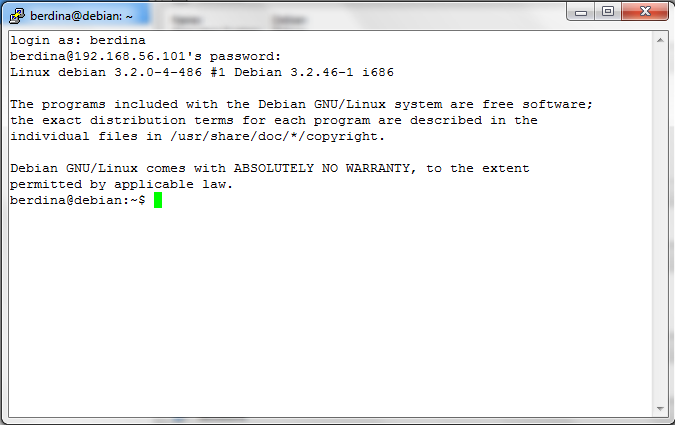 berdina@debian: ~
login as: berdina
berdina@192.168.56.101's password:
Linux debian 3.2.0-4-486 #1 Debian 3.2.46-1 i686
The programs included with the Debian GNU/Linux system are free software;
the exact distribution terms for each program are described in the
individual files in /usr/share/doc/*/copyright.
Debian GNU/Linux comes with ABSOLUTELY NO WARRANTY, to the extent
permitted by applicable law.
berdina@debian:~$